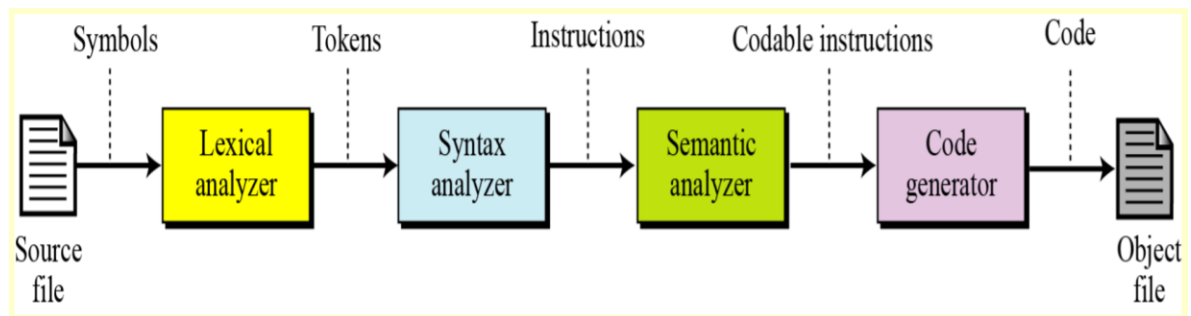 Symbols
Tokens
Instructions
Codable instructions
Code
Lexical
analyzer
Syntax
analyzer
Semantic
analyzer
Code
generator
Source
file
Object
file